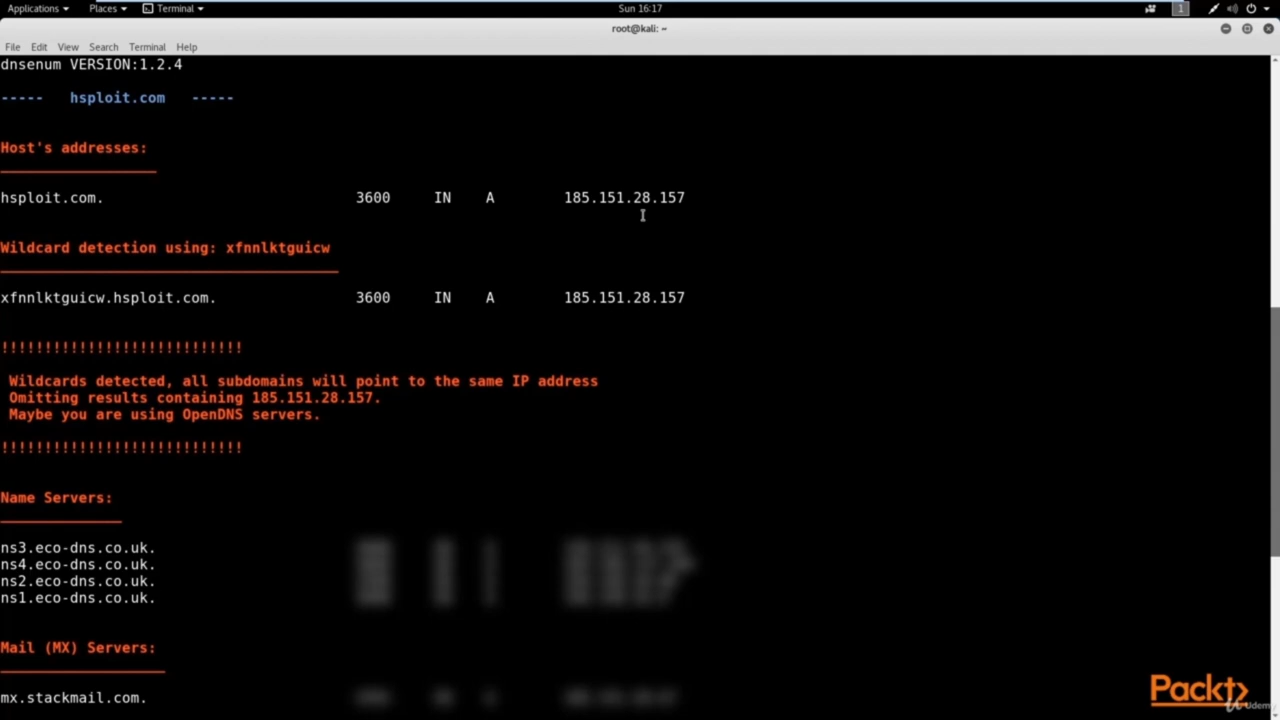 Applications Places Terminal Sun 16:17 1
root@kali: ~
File Edit View Search Terminal Help
dnsenum VERSION:1.2.4
----- hsploit.com -----
Host's addresses:
hsploit.com. 3600 IN A 185.151.28.157
Wildcard detection using: xfnnlktguicw
xfnnlktguicw.hsploit.com. 3600 IN A 185.151.28.157
!!!!!!!!!!!!!!!!!!!!!!!!!!!!
Wildcards detected, all subdomains will point to the same IP address
Omitting results containing 185.151.28.157.
Maybe you are using OpenDNS servers.
!!!!!!!!!!!!!!!!!!!!!!!!!!!!
Name Servers:
ns3.eco-dns.co.uk.
ns4.eco-dns.co.uk.
ns2.eco-dns.co.uk.
ns1.eco-dns.co.uk.
Mail (MX) Servers:
mx.stackmail.com.
Packt
Udemy